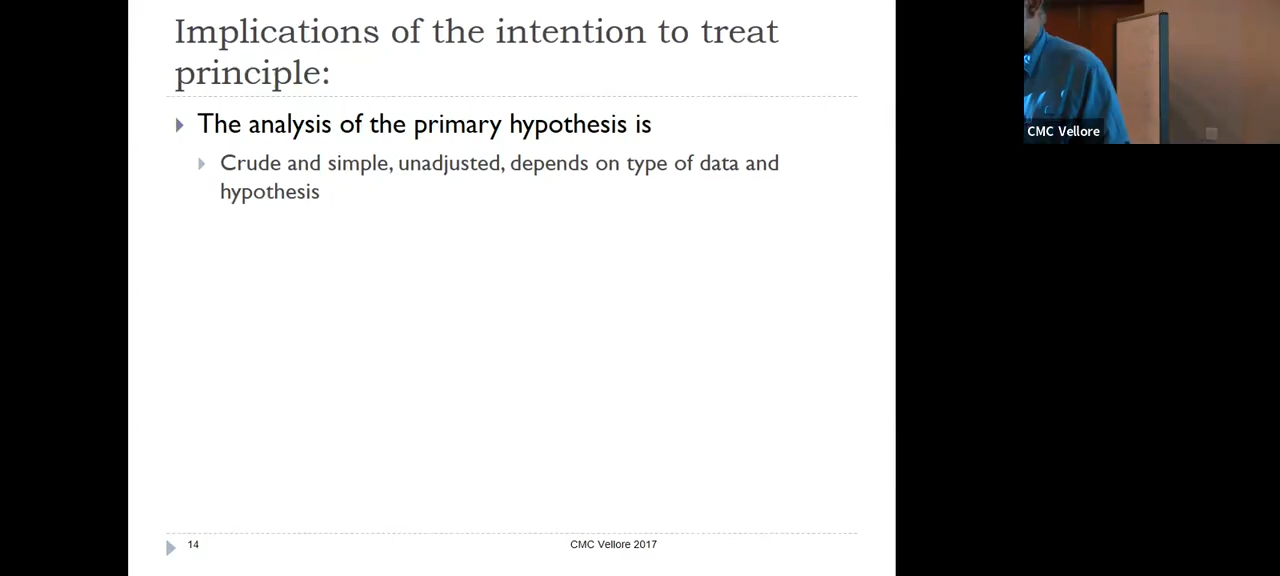 Implications of the intention to treat
principle:
The analysis of the primary hypothesis is
Crude and simple, unadjusted, depends on type of data and
hypothesis
14
CMC Vellore 2017
CMC Vellore